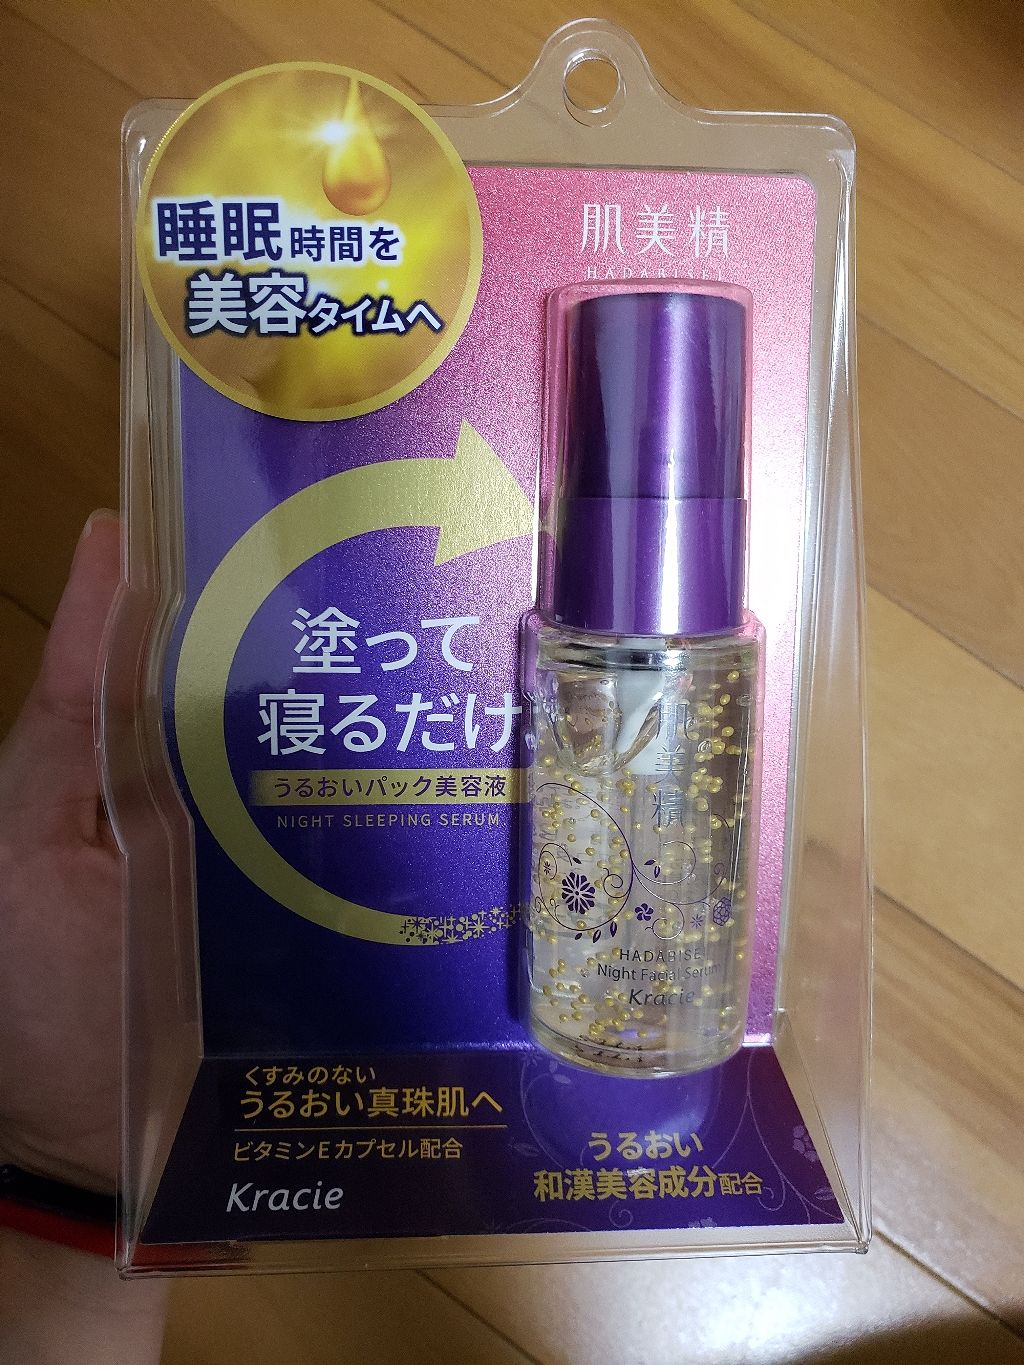 睡眠時間を
美容タイムへ
肌美精
HADABISEI
塗って
寝るだけ
うるおいパック美容液
NIGHT SLEEPING SERUM
肌美精
HADABISEI
Night Facial Serum
Kracie
くすみのない
うるおい真珠肌へ
ビタミンEカプセル配合
Kracie
うるおい
和漢美容成分配合